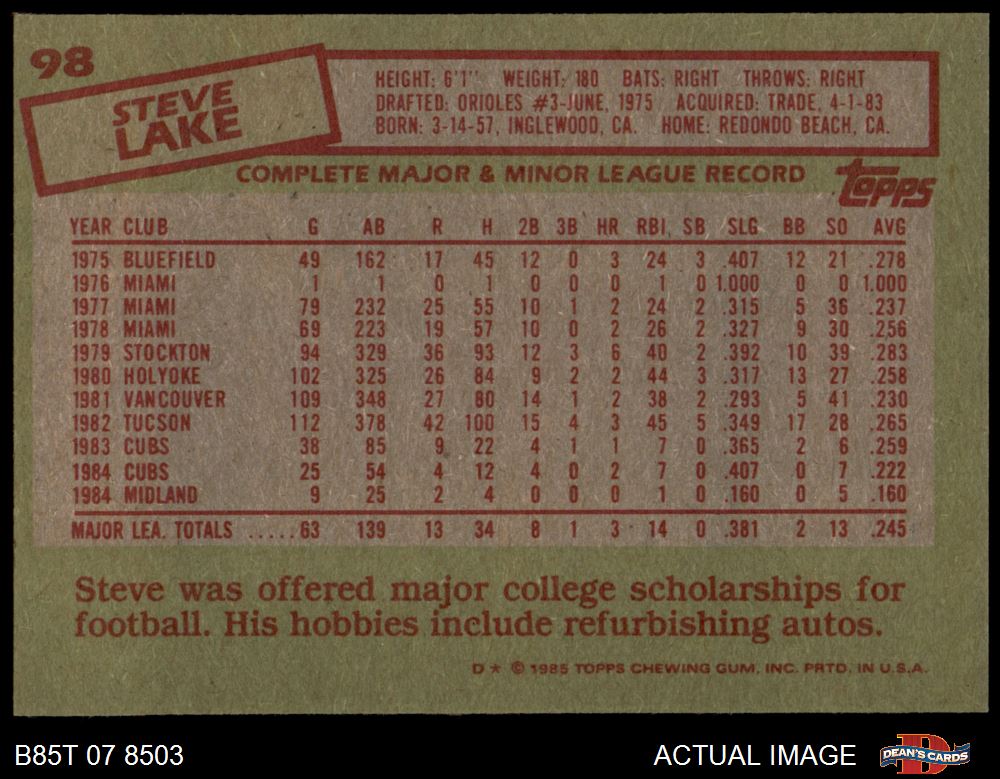 98
STEVE
LAKE
HEIGHT: 6'1" WEIGHT: 180 BATS: RIGHT THROWS: RIGHT
DRAFTED: ORIOLES #3-JUNE, 1975 ACQUIRED: TRADE, 4-1-83
BORN: 3-14-57, INGLEWOOD, CA. HOME: REDONDO BEACH, CA.
COMPLETE MAJOR & MINOR LEAGUE RECORD
topps
YEAR CLUB G AB R H 2B 3B HR RBI SB SLG BB SO AVG
1975 BLUEFIELD 49 162 17 45 12 0 3 24 3 .407 12 21 .278
1976 MIAMI 1 1 0 1 0 0 0 1 0 1.000 0 0 1.000
1977 MIAMI 79 232 25 55 10 1 2 24 2 .315 5 36 .237
1978 MIAMI 69 223 19 57 10 0 2 26 2 .327 9 30 .256
1979 STOCKTON 94 329 36 93 12 3 6 40 2 .392 10 39 .283
1980 HOLYOKE 102 325 26 84 9 2 2 44 3 .317 13 27 .258
1981 VANCOUVER 109 348 27 80 14 1 2 38 2 .293 5 41 .230
1982 TUCSON 112 378 42 100 15 4 3 45 5 .349 17 28 .265
1983 CUBS 38 85 9 22 4 1 1 7 0 .365 2 6 .259
1984 CUBS 25 54 4 12 4 0 2 7 0 .407 0 7 .222
1984 MIDLAND 9 25 2 4 0 0 0 1 0 .160 0 5 .160
MAJOR LEA. TOTALS .....63 139 13 34 8 1 3 14 0 .381 2 13 .245
Steve was offered major college scholarships for
football. His hobbies include refurbishing autos.
D * © 1985 TOPPS CHEWING GUM, INC. PRTD. IN U.S.A.
B85T 07 8503 ACTUAL IMAGE DEAN'S CARDS